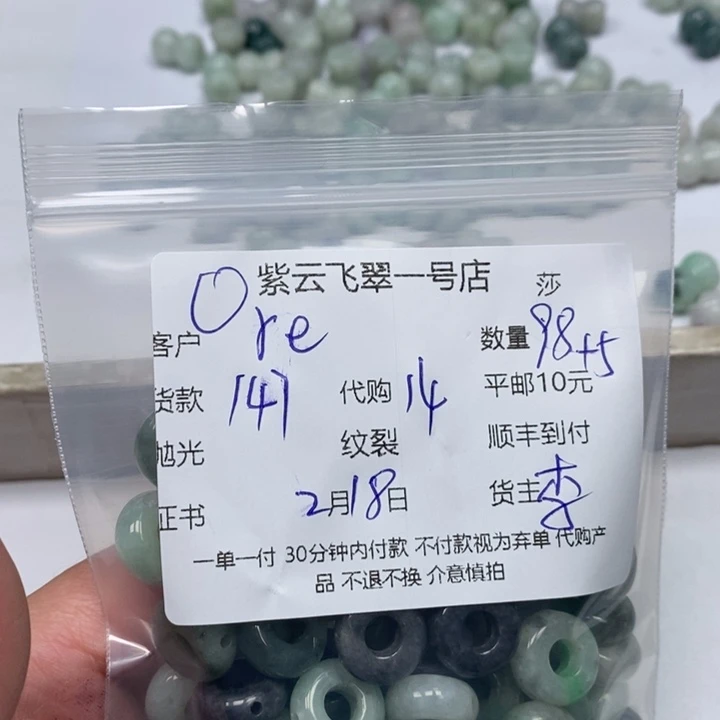 紫云飞翠一号店 莎
客户 Ore 数量 98+5
货款 141 代购 14 平邮10元
抛光 纹裂 顺丰到付
证书 2月18日 货主 李
一单一付 30分钟内付款 不付款视为弃单 代购产
品 不退不换 介意慎拍